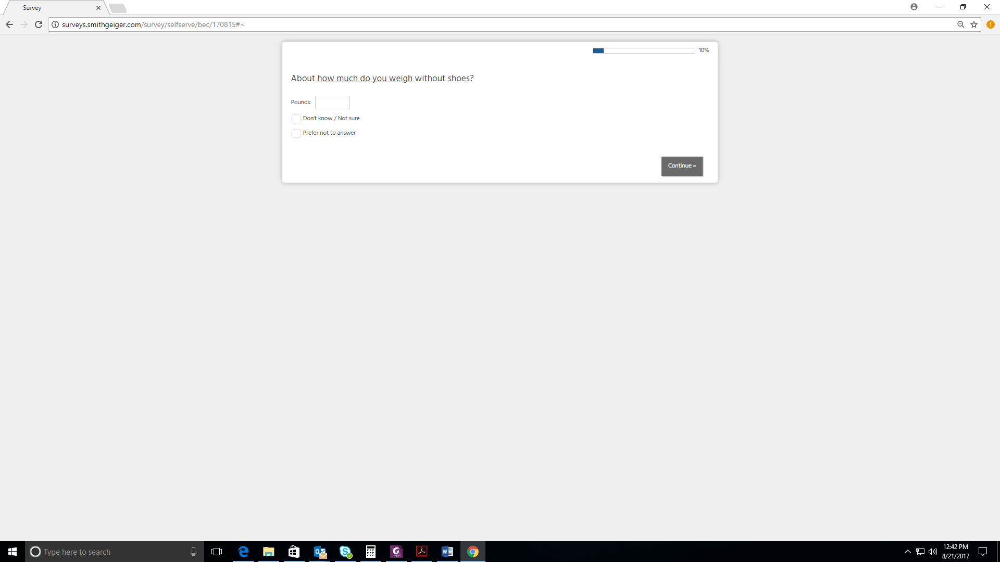 Survey
surveys.smithgeiger.com/survey/selfserve/bec/170815#~
10%
About how much do you weigh without shoes?
Pounds:
Don't know / Not sure
Prefer not to answer
Continue »
Type here to search
12:42 PM
8/21/2017